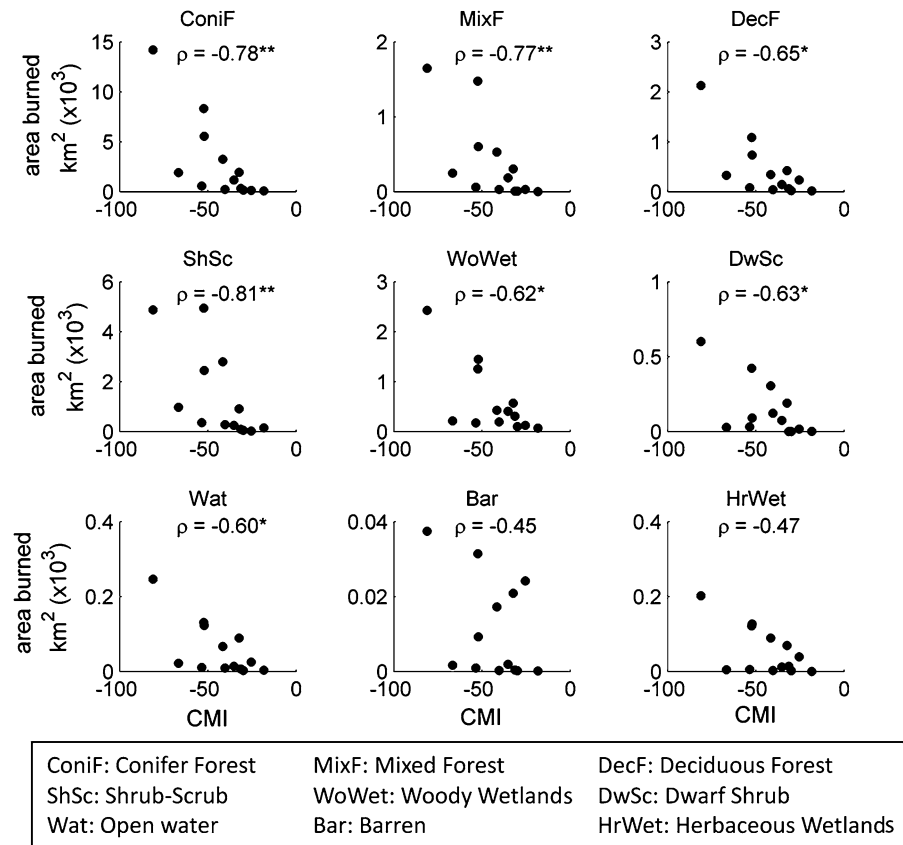 ConiF
MixF
DecF
ρ = -0.78**
ρ = -0.77**
ρ = -0.65*
area burned
km² (x10³)
15
10
5
0
2
1
0
3
2
1
0
-100 -50 0
-100 -50 0
-100 -50 0
ShSc
WoWet
DwSc
ρ = -0.81**
ρ = -0.62*
ρ = -0.63*
area burned
km² (x10³)
6
4
2
0
3
2
1
0
1
0.5
0
-100 -50 0
-100 -50 0
-100 -50 0
Wat
Bar
HrWet
ρ = -0.60*
ρ = -0.45
ρ = -0.47
area burned
km² (x10³)
0.4
0.2
0
0.04
0.02
0
0.4
0.2
0
-100 -50 0
-100 -50 0
-100 -50 0
CMI
CMI
CMI
ConiF: Conifer Forest
MixF: Mixed Forest
DecF: Deciduous Forest
ShSc: Shrub-Scrub
WoWet: Woody Wetlands
DwSc: Dwarf Shrub
Wat: Open water
Bar: Barren
HrWet: Herbaceous Wetlands